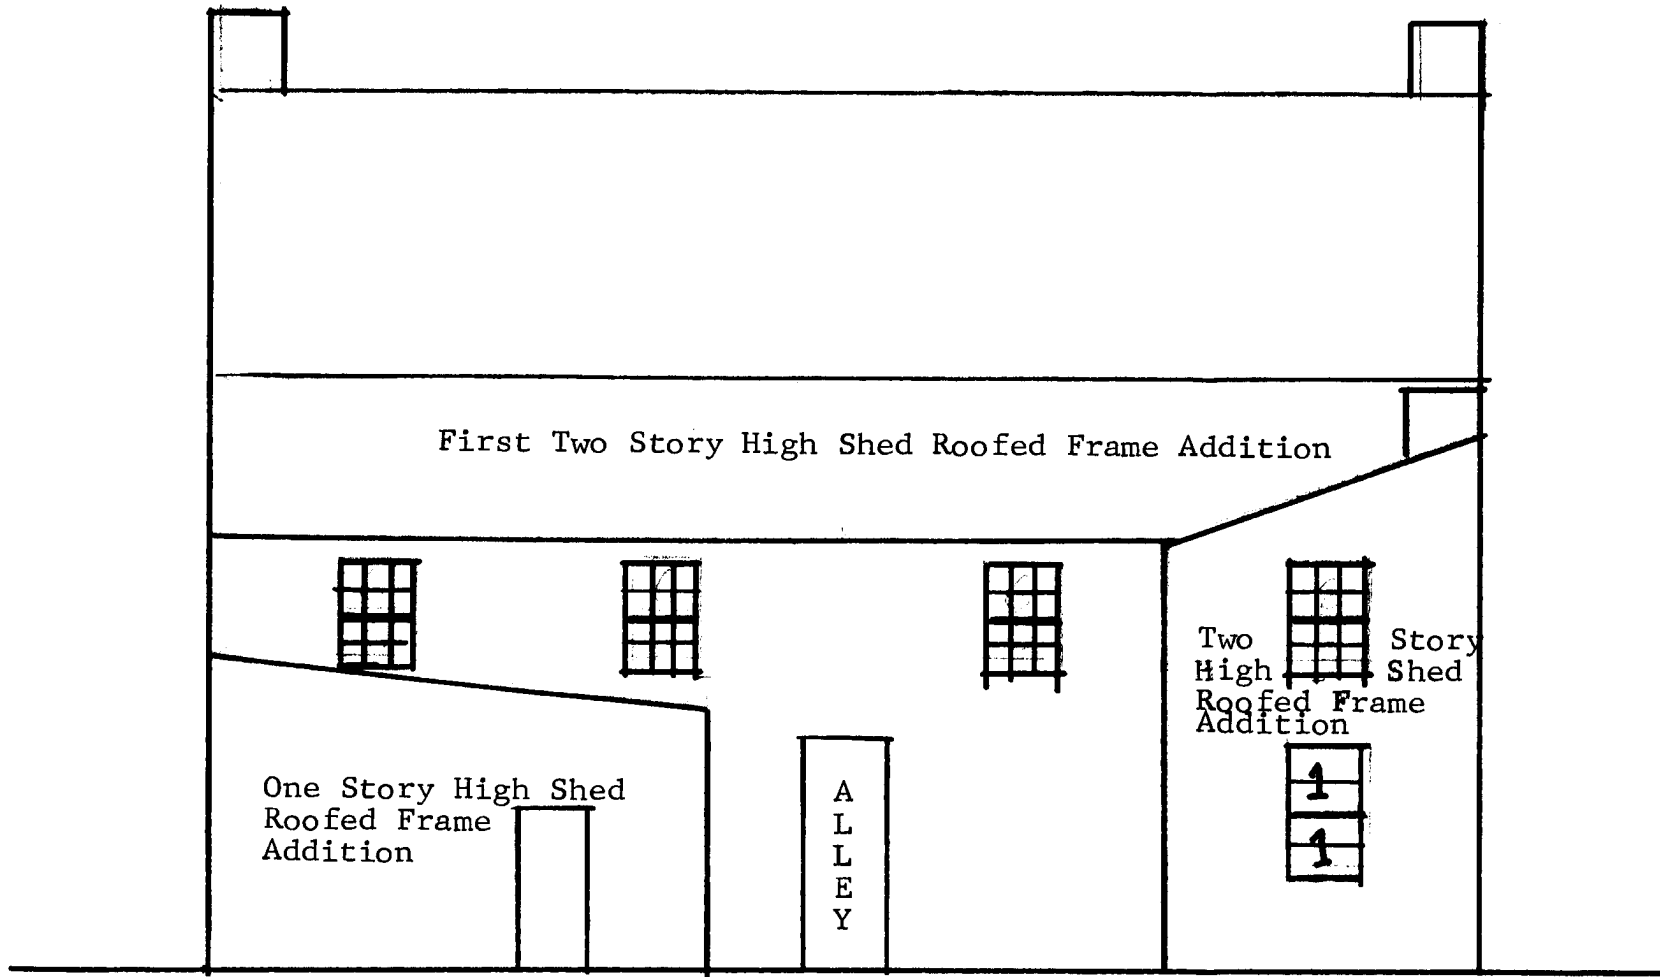 First Two Story High Shed Roofed Frame Addition
Two Story
High Shed
Roofed Frame
Addition
One Story High Shed
Roofed Frame
Addition
A
L
L
E
Y
1
1